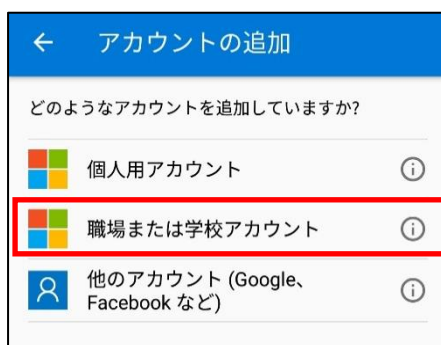 アカウントの追加
どのようなアカウントを追加していますか?
個人用アカウント
職場または学校アカウント
他のアカウント (Google、
Facebook など)